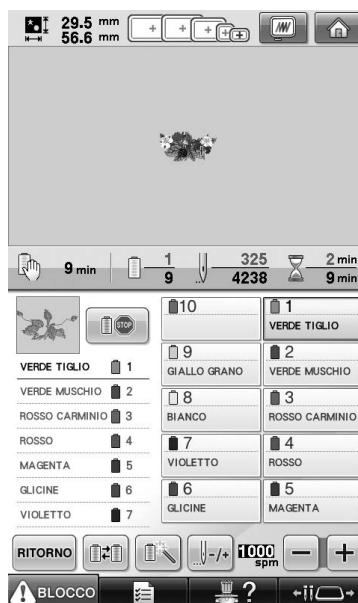 29.5 mm
56.6 mm
9 min 1 325 2 min
9 4238 9 min
STOP
10 1
VERDE TIGLIO
9 2
GIALLO GRANO VERDE MUSCHIO
8 3
BIANCO ROSSO CARMINIO
7 4
VIOLETTO ROSSO
6 5
GLICINE MAGENTA
VERDE TIGLIO 1
VERDE MUSCHIO 2
ROSSO CARMINIO 3
ROSSO 4
MAGENTA 5
GLICINE 6
VIOLETTO 7
RITORNO -/+ 1000 spm - +
BLOCCO ?